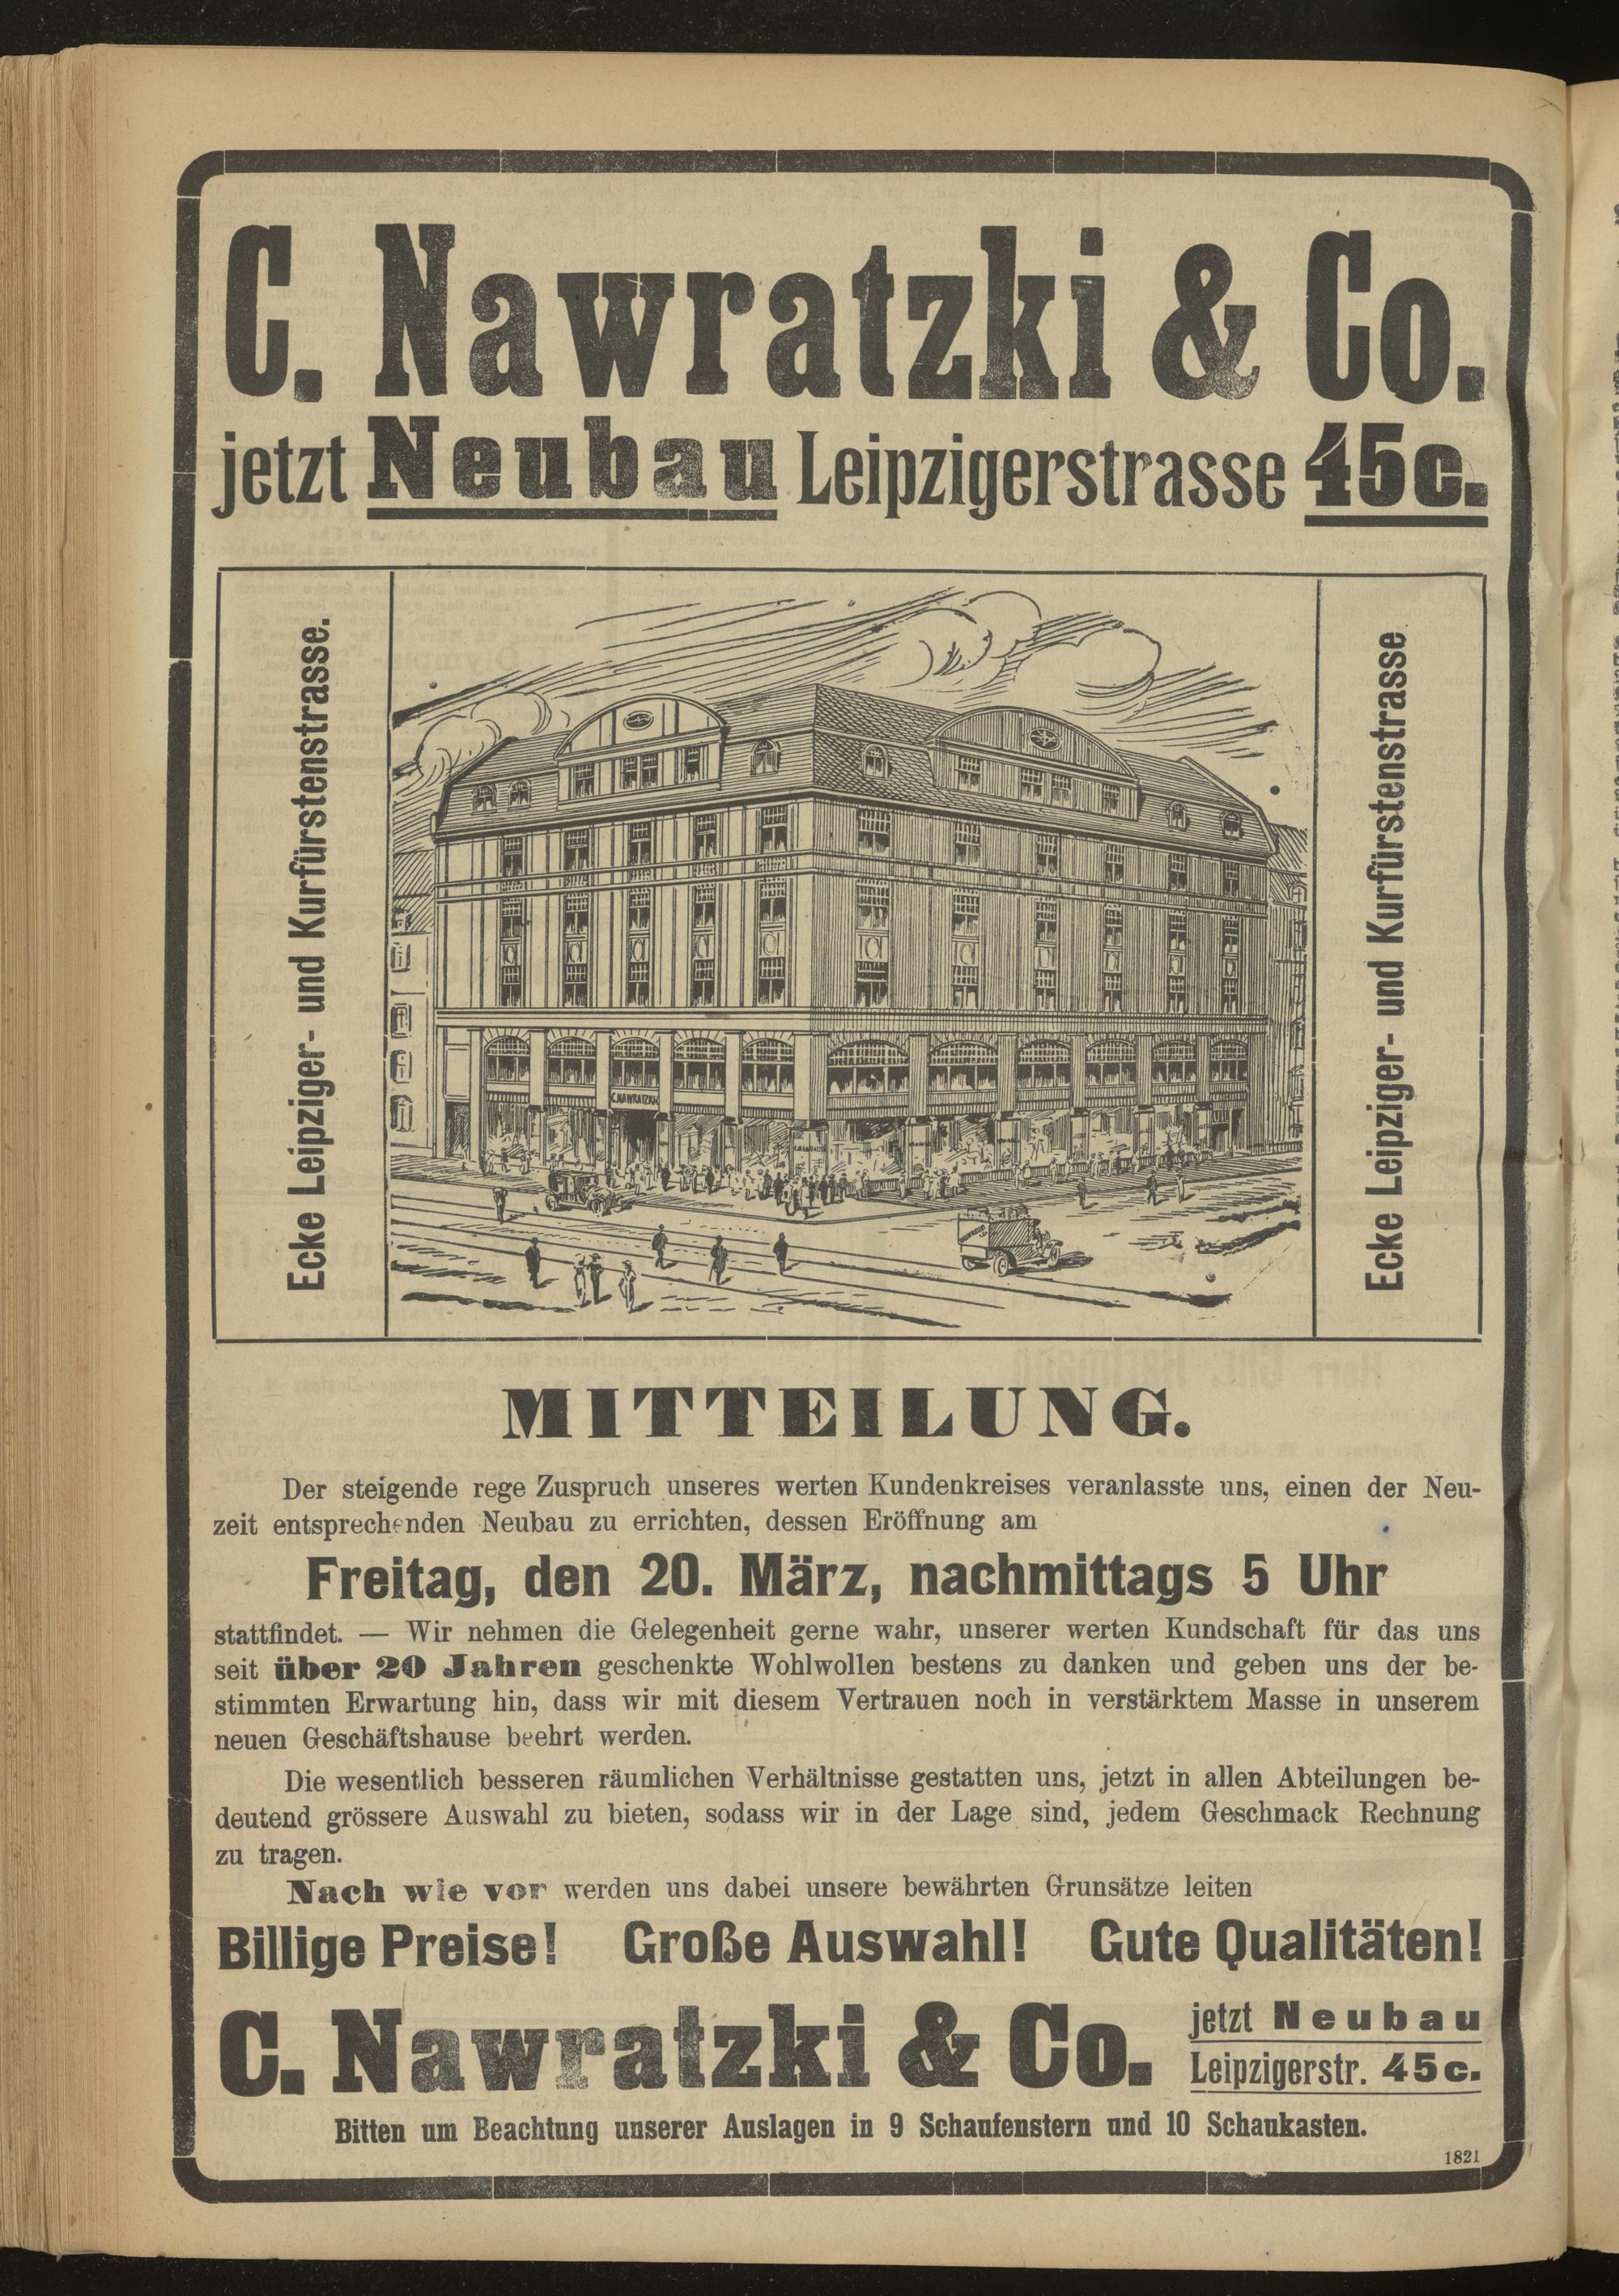 C. Nawratzki & Co.
jetzt Neubau Leipzigerstrasse 45c.
Ecke Leipziger- und Kurfürstenstrasse.
C. NAWRATZKI
Ecke Leipziger- und Kurfürstenstrasse
MITTEILUNG.
Der steigende rege Zuspruch unseres werten Kundenkreises veranlasste uns, einen der Neu-
zeit entsprechenden Neubau zu errichten, dessen Eröffnung am
Freitag, den 20. März, nachmittags 5 Uhr
stattfindet. — Wir nehmen die Gelegenheit gerne wahr, unserer werten Kundschaft für das uns
seit über 20 Jahren geschenkte Wohlwollen bestens zu danken und geben uns der be-
stimmten Erwartung hin, dass wir mit diesem Vertrauen noch in verstärktem Masse in unserem
neuen Geschäftshause beehrt werden.
Die wesentlich besseren räumlichen Verhältnisse gestatten uns, jetzt in allen Abteilungen be-
deutend grössere Auswahl zu bieten, sodass wir in der Lage sind, jedem Geschmack Rechnung
zu tragen.
Nach wie vor werden uns dabei unsere bewährten Grunsätze leiten
Billige Preise! Große Auswahl! Gute Qualitäten!
C. Nawratzki & Co. jetzt Neubau
Leipzigerstr. 45c.
Bitten um Beachtung unserer Auslagen in 9 Schaufenstern und 10 Schaukasten.
1821